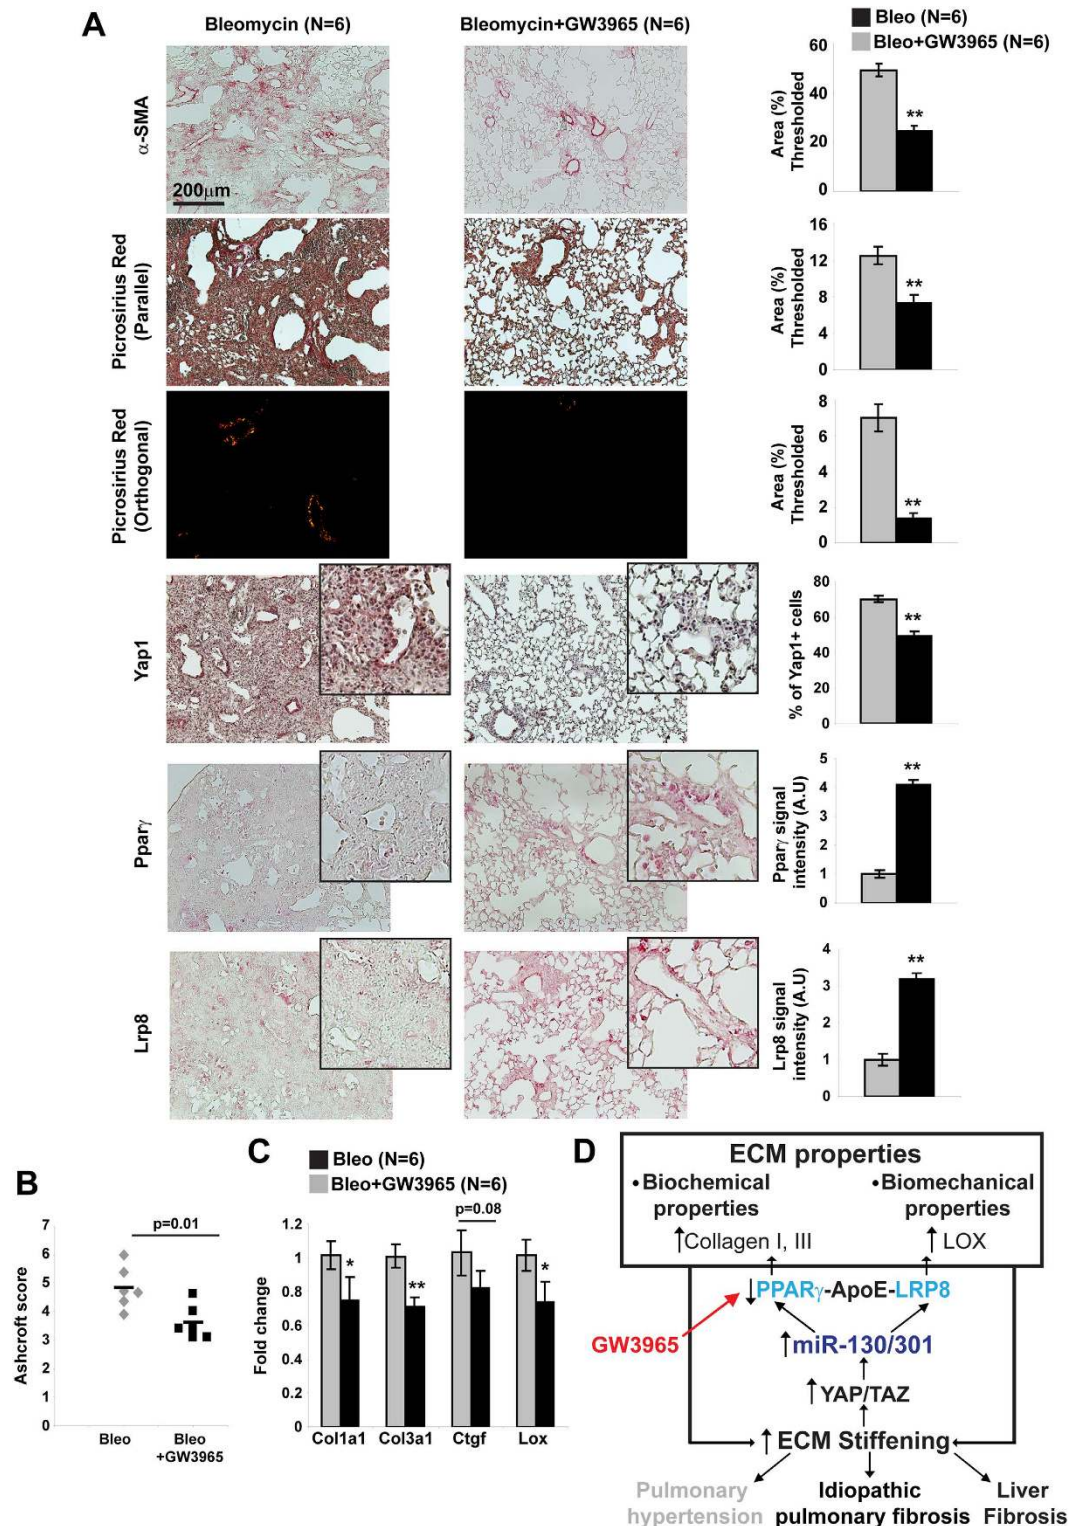 A
Bleomycin (N=6)
Bleomycin+GW3965 (N=6)
Bleo (N=6)
Bleo+GW3965 (N=6)
α-SMA
200μm
Area (%)
Thresholded
60
40
20
0
**
Picrosirius Red
(Parallel)
Area (%)
Thresholded
16
12
8
4
0
**
Picrosirius Red
(Orthogonal)
Area (%)
Thresholded
8
6
4
2
0
**
Yap1
% of Yap1+ cells
80
60
40
20
0
**
Pparγ
Pparγ signal
intensity (A.U)
5
4
3
2
1
0
**
Lrp8
Lrp8 signal
intensity (A.U)
4
3
2
1
0
**
B
Ashcroft score
7
6
5
4
3
2
1
0
p=0.01
Bleo
Bleo
+GW3965
C
Bleo (N=6)
Bleo+GW3965 (N=6)
Fold change
1.2
1
0.8
0.6
0.4
0.2
0
*
**
p=0.08
*
Col1a1 Col3a1 Ctgf Lox
D
ECM properties
•Biochemical
properties
•Biomechanical
properties
↑Collagen I, III
↑LOX
↓PPARγ-ApoE-LRP8
GW3965
↑miR-130/301
↑YAP/TAZ
↑ECM Stiffening
Pulmonary
hypertension
Idiopathic
pulmonary fibrosis
Liver
Fibrosis